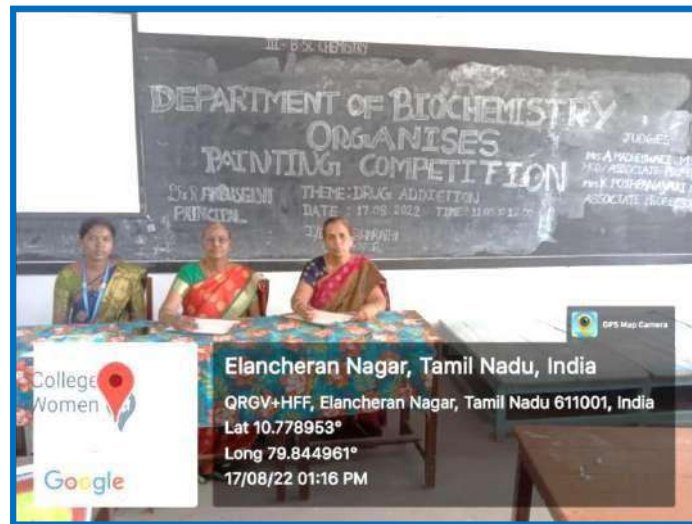 III - B.SC. CHEMISTRY
DEPARTMENT OF BIOCHEMISTRY
ORGANISES
PAINTING COMPETITION
THEME: DRUG ADDICTION
DATE : 17.08.2022 TIME:
PRINCIPAL
JUDGES
ASSOCIATE
GPS Map Camera
College
Women
Google
Elancheran Nagar, Tamil Nadu, India
QRGV+HFF, Elancheran Nagar, Tamil Nadu 611001, India
Lat 10.778953°
Long 79.844961°
17/08/22 01:16 PM